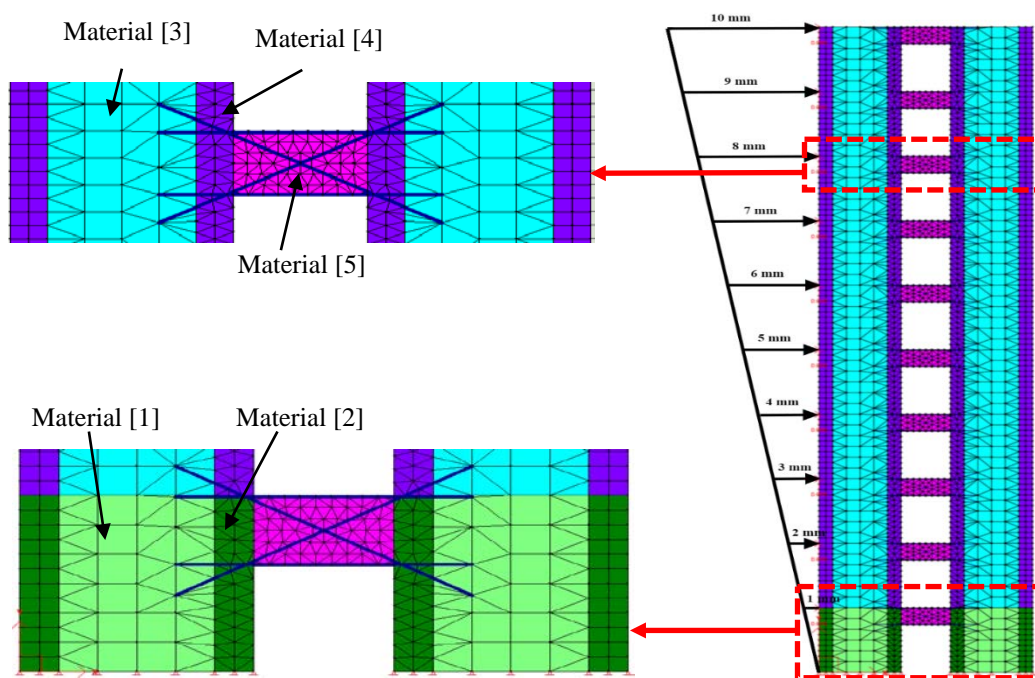 Material [3]
Material [4]
Material [5]
Material [1]
Material [2]
10 mm
9 mm
8 mm
7 mm
6 mm
5 mm
4 mm
3 mm
2 mm
1 mm